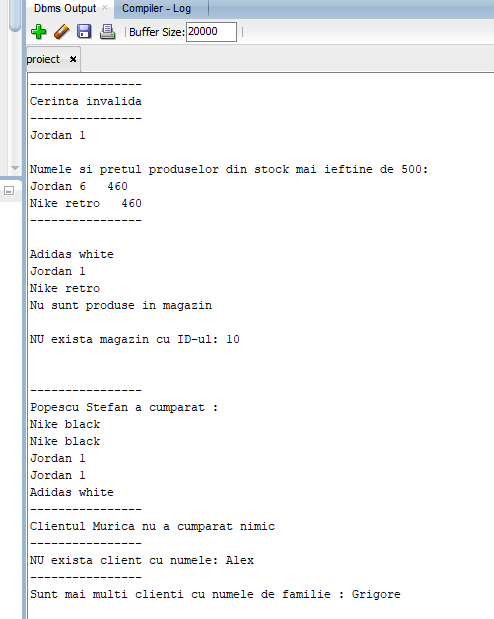 Dbms Output × Compiler - Log
Buffer Size: 20000
proiect ×
----------------
Cerinta invalida
----------------
Jordan 1

Numele si pretul produselor din stock mai ieftine de 500:
Jordan 6   460
Nike retro   460
----------------

Adidas white
Jordan 1
Nike retro
Nu sunt produse in magazin

NU exista magazin cu ID-ul: 10


----------------
Popescu Stefan a cumparat :
Nike black
Nike black
Jordan 1
Jordan 1
Adidas white
----------------
Clientul Murica nu a cumparat nimic
----------------
NU exista client cu numele: Alex
----------------
Sunt mai multi clienti cu numele de familie : Grigore